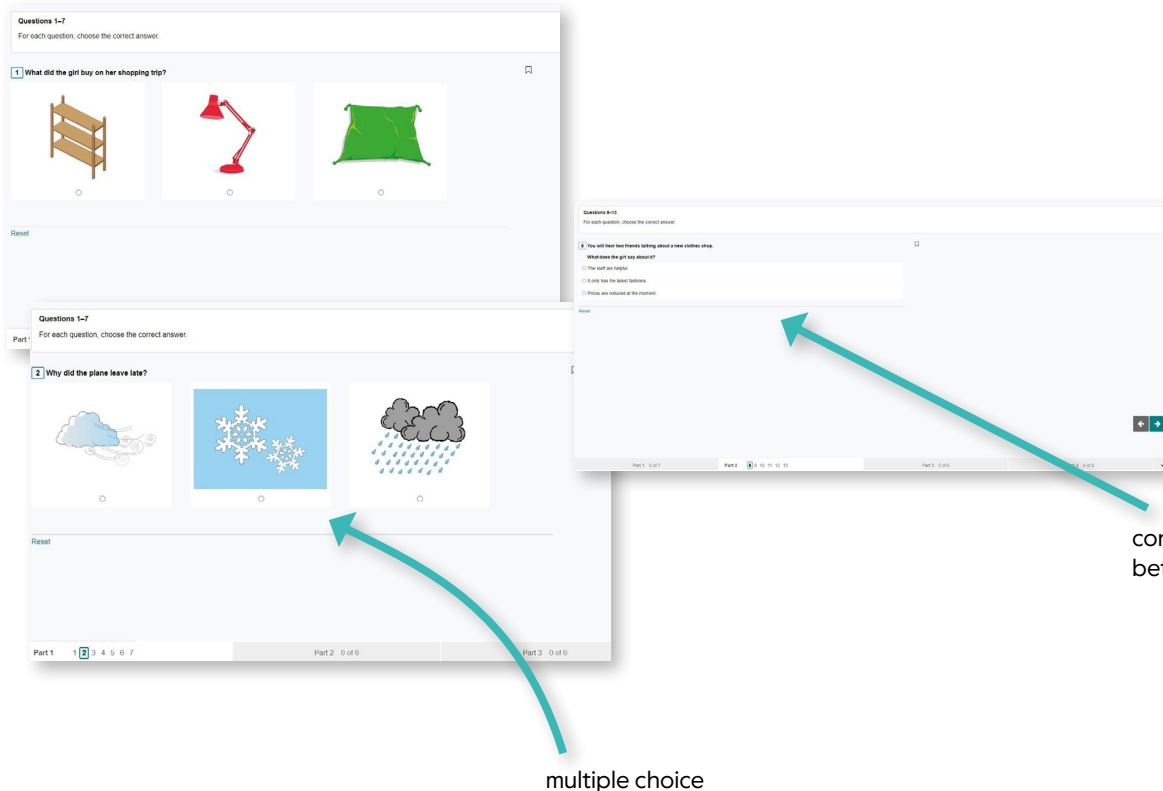 Questions 1–7
For each question, choose the correct answer.
1 What did the girl buy on her shopping trip?
Reset
Part
Questions 1–7
For each question, choose the correct answer.
2 Why did the plane leave late?
Reset
Part 1 1 2 3 4 5 6 7 Part 2 0 of 6 Part 3 0 of 6
multiple choice
Questions 8–13
For each question, choose the correct answer.
8 You will hear two friends talking about a new clothes shop.
What does the girl say about it?
The staff are helpful.
It only has the latest fashions.
Prices are reduced at the moment.
Reset
Part 1 0 of 7 Part 2 8 9 10 11 12 13 Part 3 0 of 6 0 of 6